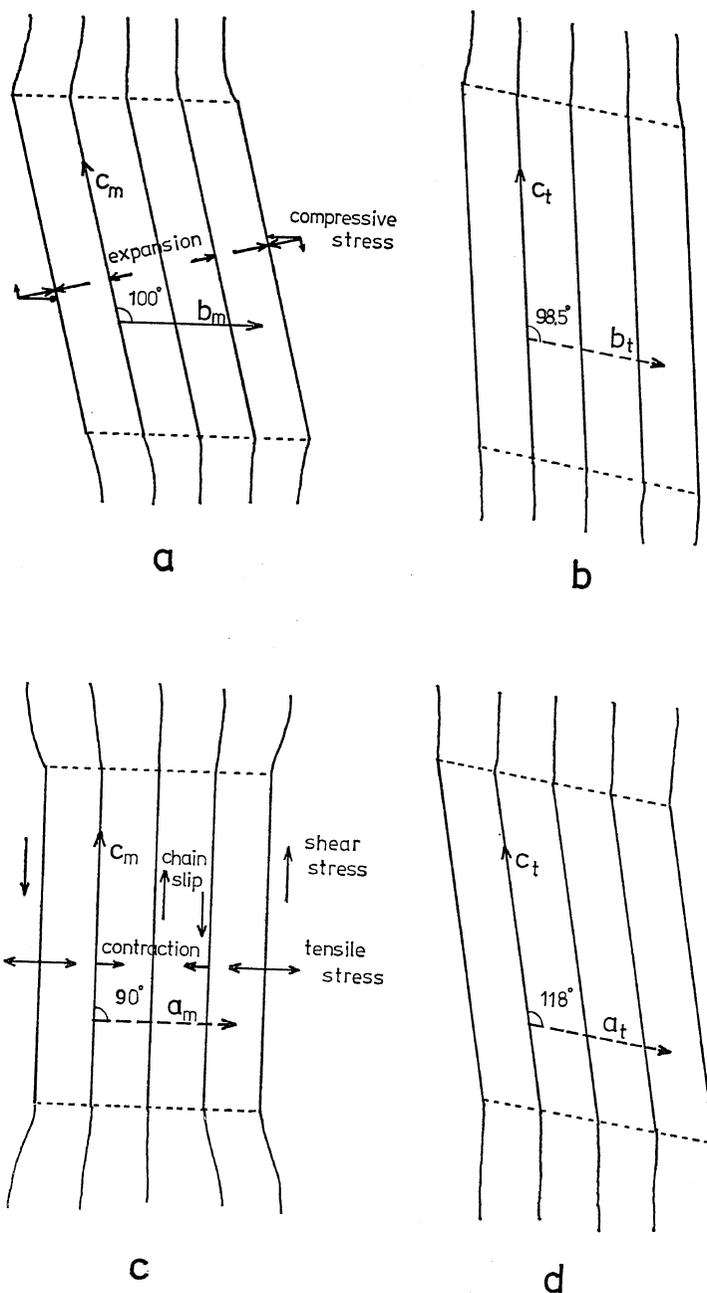 c_m
expansion
compressive
stress
100°
b_m
a
c_t
98,5°
b_t
b
c_m
chain
slip
shear
stress
contraction
tensile
stress
90°
a_m
c
c_t
118°
a_t
d